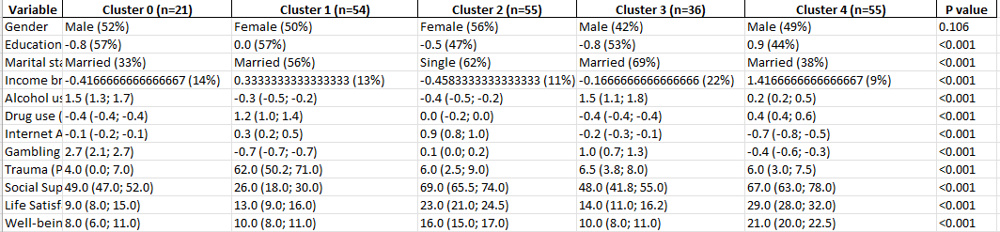 Variable Cluster 0 (n=21) Cluster 1 (n=54) Cluster 2 (n=55) Cluster 3 (n=36) Cluster 4 (n=55) P value
Gender Male (52%) Female (50%) Female (56%) Male (42%) Male (49%) 0.106
Education -0.8 (57%) 0.0 (57%) -0.5 (47%) -0.8 (53%) 0.9 (44%) <0.001
Marital sta Married (33%) Married (56%) Single (62%) Married (69%) Married (38%) <0.001
Income br -0.4166666666666667 (14%) 0.3333333333333333 (13%) -0.4583333333333333 (11%) -0.1666666666666666 (22%) 1.4166666666666667 (9%) <0.001
Alcohol us 1.5 (1.3; 1.7) -0.3 (-0.5; -0.2) -0.4 (-0.5; -0.2) 1.5 (1.1; 1.8) 0.2 (0.2; 0.5) <0.001
Drug use ( -0.4 (-0.4; -0.4) 1.2 (1.0; 1.4) 0.0 (-0.2; 0.0) -0.4 (-0.4; -0.4) 0.4 (0.4; 0.6) <0.001
Internet A -0.1 (-0.2; -0.1) 0.3 (0.2; 0.5) 0.9 (0.8; 1.0) -0.2 (-0.3; -0.1) -0.7 (-0.8; -0.5) <0.001
Gambling 2.7 (2.1; 2.7) -0.7 (-0.7; -0.7) 0.1 (0.0; 0.2) 1.0 (0.7; 1.3) -0.4 (-0.6; -0.3) <0.001
Trauma (P 4.0 (0.0; 7.0) 62.0 (50.2; 71.0) 6.0 (2.5; 9.0) 6.5 (3.8; 8.0) 6.0 (3.0; 7.5) <0.001
Social Sup 49.0 (47.0; 52.0) 26.0 (18.0; 30.0) 69.0 (65.5; 74.0) 48.0 (41.8; 55.0) 67.0 (63.0; 78.0) <0.001
Life Satisf 9.0 (8.0; 15.0) 13.0 (9.0; 16.0) 23.0 (21.0; 24.5) 14.0 (11.0; 16.2) 29.0 (28.0; 32.0) <0.001
Well-bein 8.0 (6.0; 11.0) 10.0 (8.0; 11.0) 16.0 (15.0; 17.0) 10.0 (8.0; 11.0) 21.0 (20.0; 22.5) <0.001